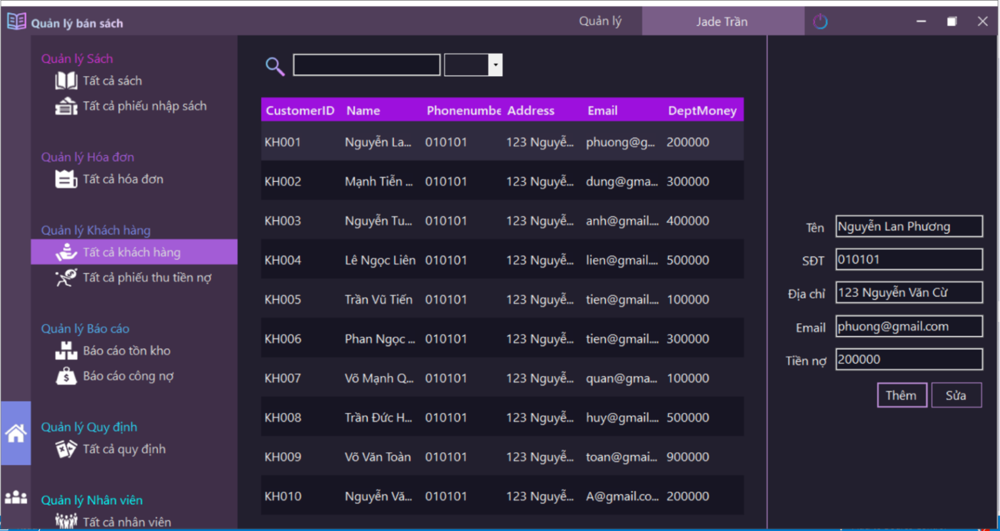 Quản lý bán sách
Quản lý
Jade Trần
Quản lý Sách
Tất cả sách
Tất cả phiếu nhập sách
Quản lý Hóa đơn
Tất cả hóa đơn
Quản lý Khách hàng
Tất cả khách hàng
Tất cả phiếu thu tiền nợ
Quản lý Báo cáo
Báo cáo tồn kho
Báo cáo công nợ
Quản lý Quy định
Tất cả quy định
Quản lý Nhân viên
Tất cả nhân viên
CustomerID Name Phonenumbe Address Email DeptMoney
KH001 Nguyễn La... 010101 123 Nguyễ... phuong@g... 200000
KH002 Mạnh Tiễn ... 010101 123 Nguyễ... dung@gma... 300000
KH003 Nguyễn Tu... 010101 123 Nguyễ... anh@gmail.... 400000
KH004 Lê Ngọc Liên 010101 123 Nguyễ... lien@gmail.... 500000
KH005 Trần Vũ Tiến 010101 123 Nguyễ... tien@gmail.... 100000
KH006 Phan Ngọc ... 010101 123 Nguyễ... tien@gmail.... 300000
KH007 Võ Mạnh Q... 010101 123 Nguyễ... quan@gma... 100000
KH008 Trần Đức H... 010101 123 Nguyễ... huy@gmail.... 500000
KH009 Võ Văn Toàn 010101 123 Nguyễ... toan@gmai... 900000
KH010 Nguyễn Vă... 010101 123 Nguyễ... A@gmail.co... 200000
Tên Nguyễn Lan Phương
SĐT 010101
Địa chỉ 123 Nguyễn Văn Cừ
Email phuong@gmail.com
Tiền nợ 200000
Thêm Sửa